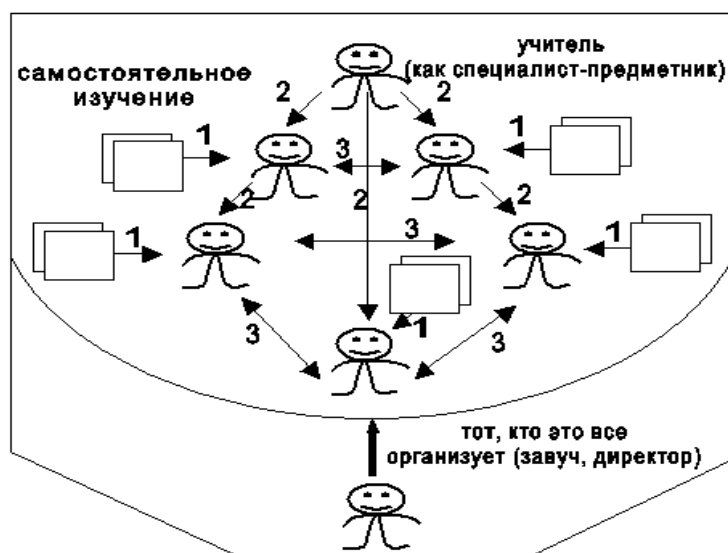 учитель
(как специалист-предметник)
самостоятельное
изучение
2
2
1
1
3
2
2
2
1
3
1
1
3
3
тот, кто это все
организует (завуч, директор)